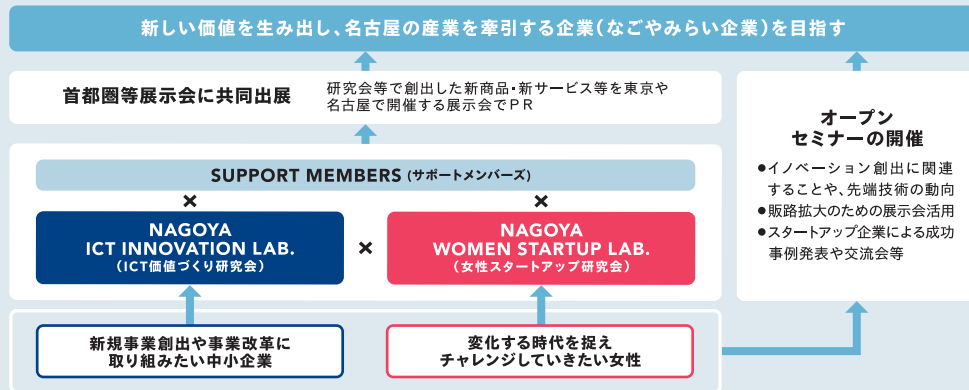 新しい価値を生み出し、名古屋の産業を牽引する企業(なごやみらい企業)を目指す
首都圏等展示会に共同出展
研究会等で創出した新商品・新サービス等を東京や
名古屋で開催する展示会でPR
SUPPORT MEMBERS (サポートメンバーズ)
×
×
NAGOYA
ICT INNOVATION LAB.
(ICT価値づくり研究会)
×
NAGOYA
WOMEN STARTUP LAB.
(女性スタートアップ研究会)
新規事業創出や事業改革に
取り組みたい中小企業
変化する時代を捉え
チャレンジしていきたい女性
オープン
セミナーの開催
●イノベーション創出に関連
することや、先端技術の動向
●販路拡大のための展示会活用
●スタートアップ企業による成功
事例発表や交流会等